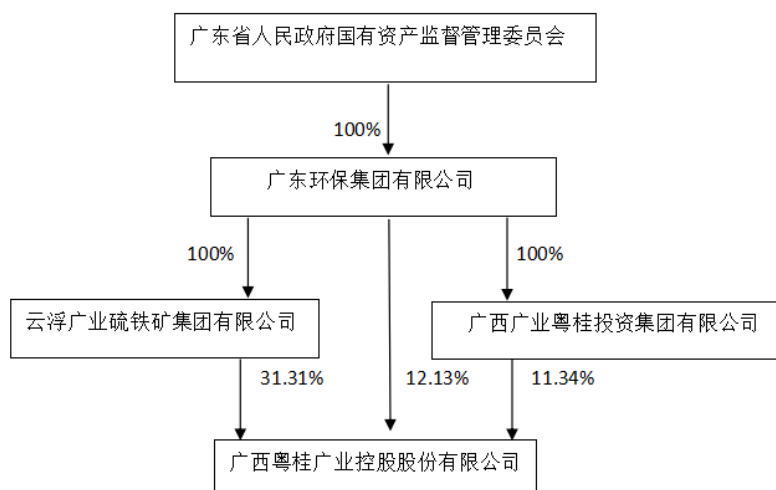 广东省人民政府国有资产监督管理委员会
100%
广东环保集团有限公司
100%
100%
云浮广业硫铁矿集团有限公司
广西广业粤桂投资集团有限公司
31.31%
12.13%
11.34%
广西粤桂广业控股股份有限公司